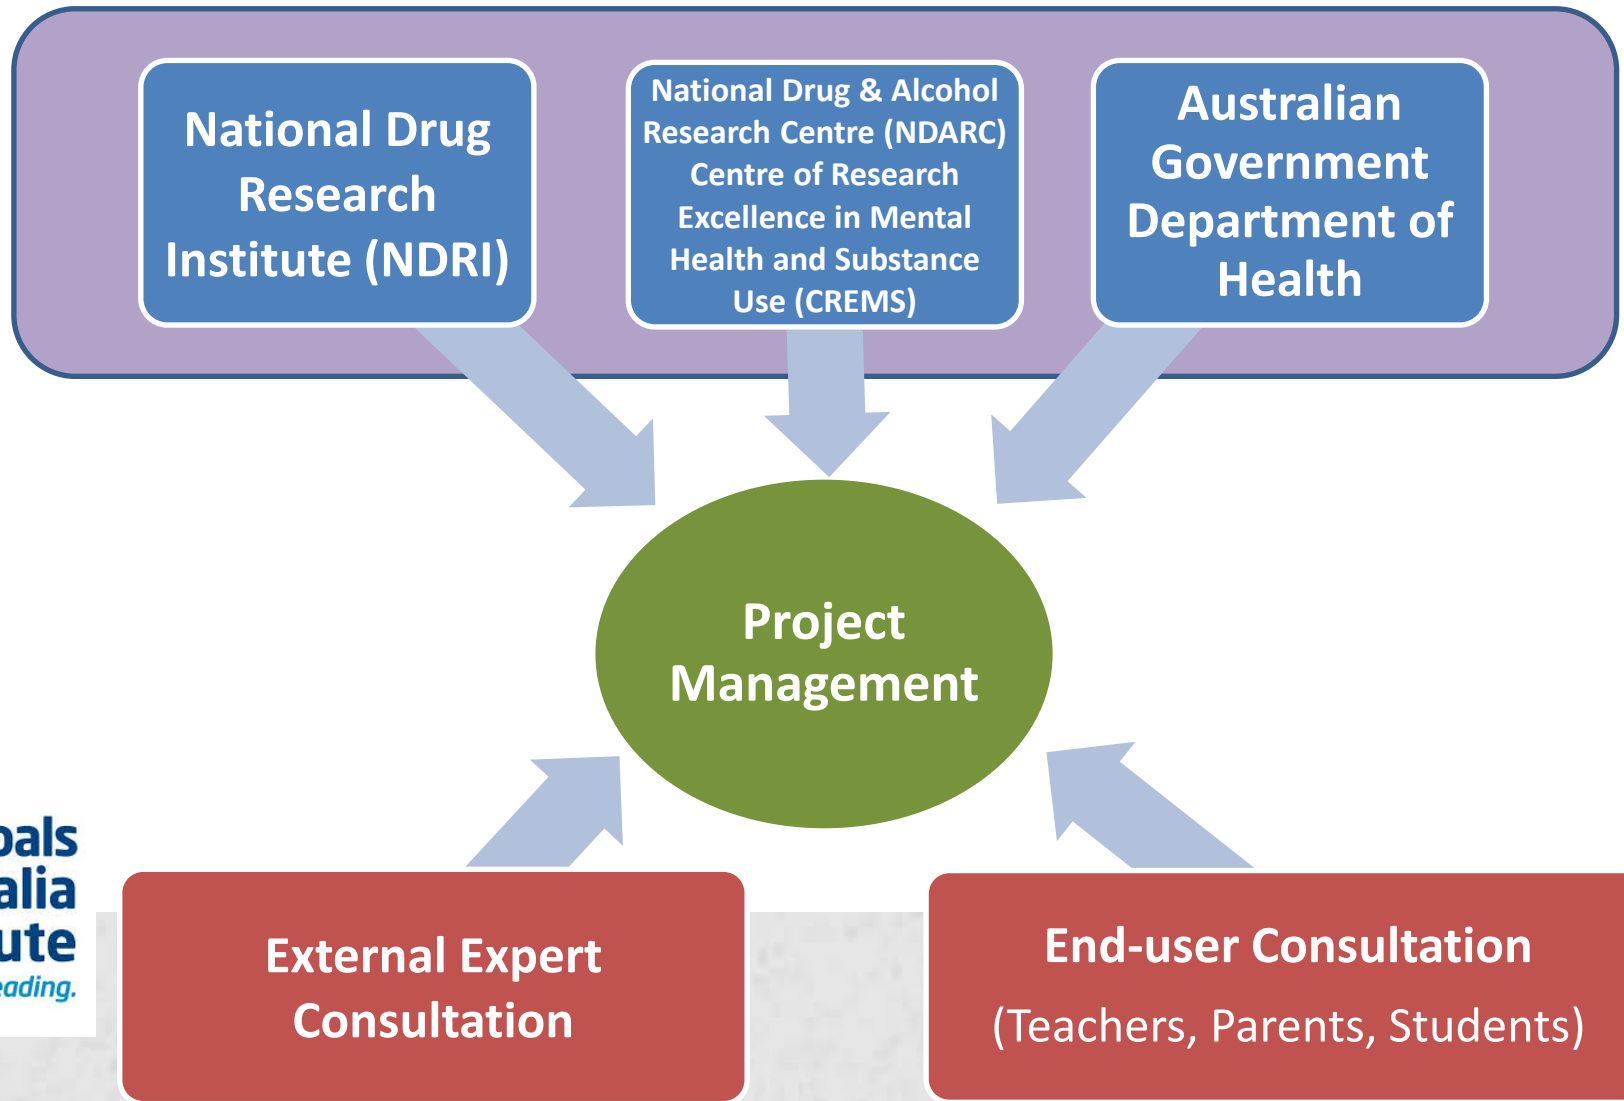 National Drug
Research
Institute (NDRI)
National Drug & Alcohol
Research Centre (NDARC)
Centre of Research
Excellence in Mental
Health and Substance
Use (CREMS)
Australian
Government
Department of
Health
Project
Management
External Expert
Consultation
End-user Consultation
(Teachers, Parents, Students)